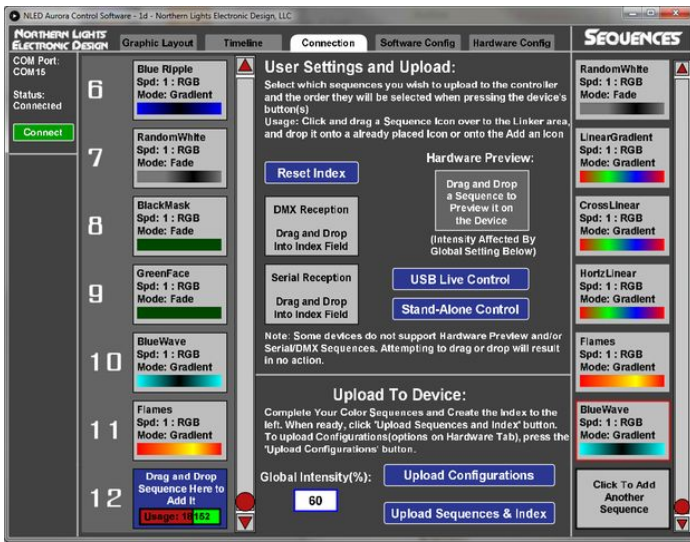 NLED Aurora Control Software - 1d - Northern Lights Electronic Design, LLC
NORTHERN LIGHTS
ELECTRONIC DESIGN
Graphic Layout
Timeline
Connection
Software Config
Hardware Config
SEQUENCES
COM Port:
COM15
Status:
Connected
Connect
6
Blue Ripple
Spd: 1 : RGB
Mode: Gradient
7
RandomWhite
Spd: 1 : RGB
Mode: Fade
8
BlackMask
Spd: 1 : RGB
Mode: Fade
9
GreenFace
Spd: 1 : RGB
Mode: Fade
10
BlueWave
Spd: 1 : RGB
Mode: Gradient
11
Flames
Spd: 1 : RGB
Mode: Gradient
12
Drag and Drop
Sequence Here to
Add It
Usage: 18152
User Settings and Upload:
Select which sequences you wish to upload to the controller
and the order they will be selected when pressing the device's
button(s)
Usage: Click and drag a Sequence Icon over to the Linker area,
and drop it onto a already placed Icon or onto the Add an Icon
Reset Index
Hardware Preview:
Drag and Drop
a Sequence to
Preview it on
the Device
(Intensity Affected By
Global Setting Below)
DMX Reception
Drag and Drop
Into Index Field
Serial Reception
Drag and Drop
Into Index Field
USB Live Control
Stand-Alone Control
Note: Some devices do not support Hardware Preview and/or
Serial/DMX Sequences. Attempting to drag or drop will result
in no action.
Upload To Device:
Complete Your Color Sequences and Create the Index to the
left. When ready, click 'Upload Sequences and Index' button.
To upload Configurations(options on Hardware Tab), press the
'Upload Configurations' button.
Global Intensity(%):
60
Upload Configurations
Upload Sequences & Index
RandomWhite
Spd: 1 : RGB
Mode: Fade
LinearGradient
Spd: 1 : RGB
Mode: Gradient
CrossLinear
Spd: 1 : RGB
Mode: Gradient
HortzLinear
Spd: 1 : RGB
Mode: Gradient
Flames
Spd: 1 : RGB
Mode: Gradient
BlueWave
Spd: 1 : RGB
Mode: Gradient
Click To Add
Another
Sequence